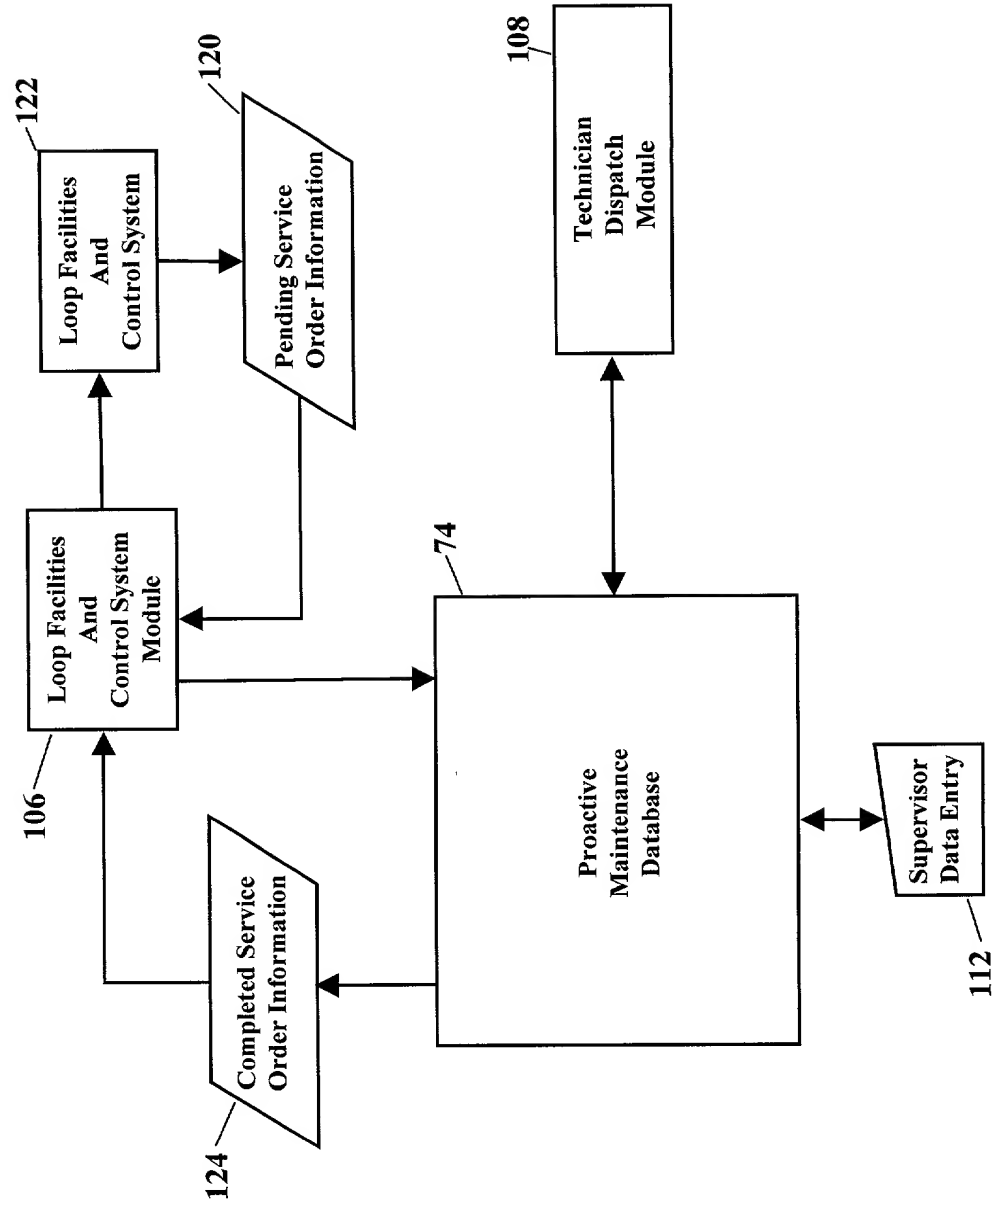 124
Completed Service
Order Information
106
Loop Facilities
And
Control System
Module
122
Loop Facilities
And
Control System
120
Pending Service
Order Information
112
Supervisor
Data Entry
74
Proactive
Maintenance
Database
108
Technician
Dispatch
Module